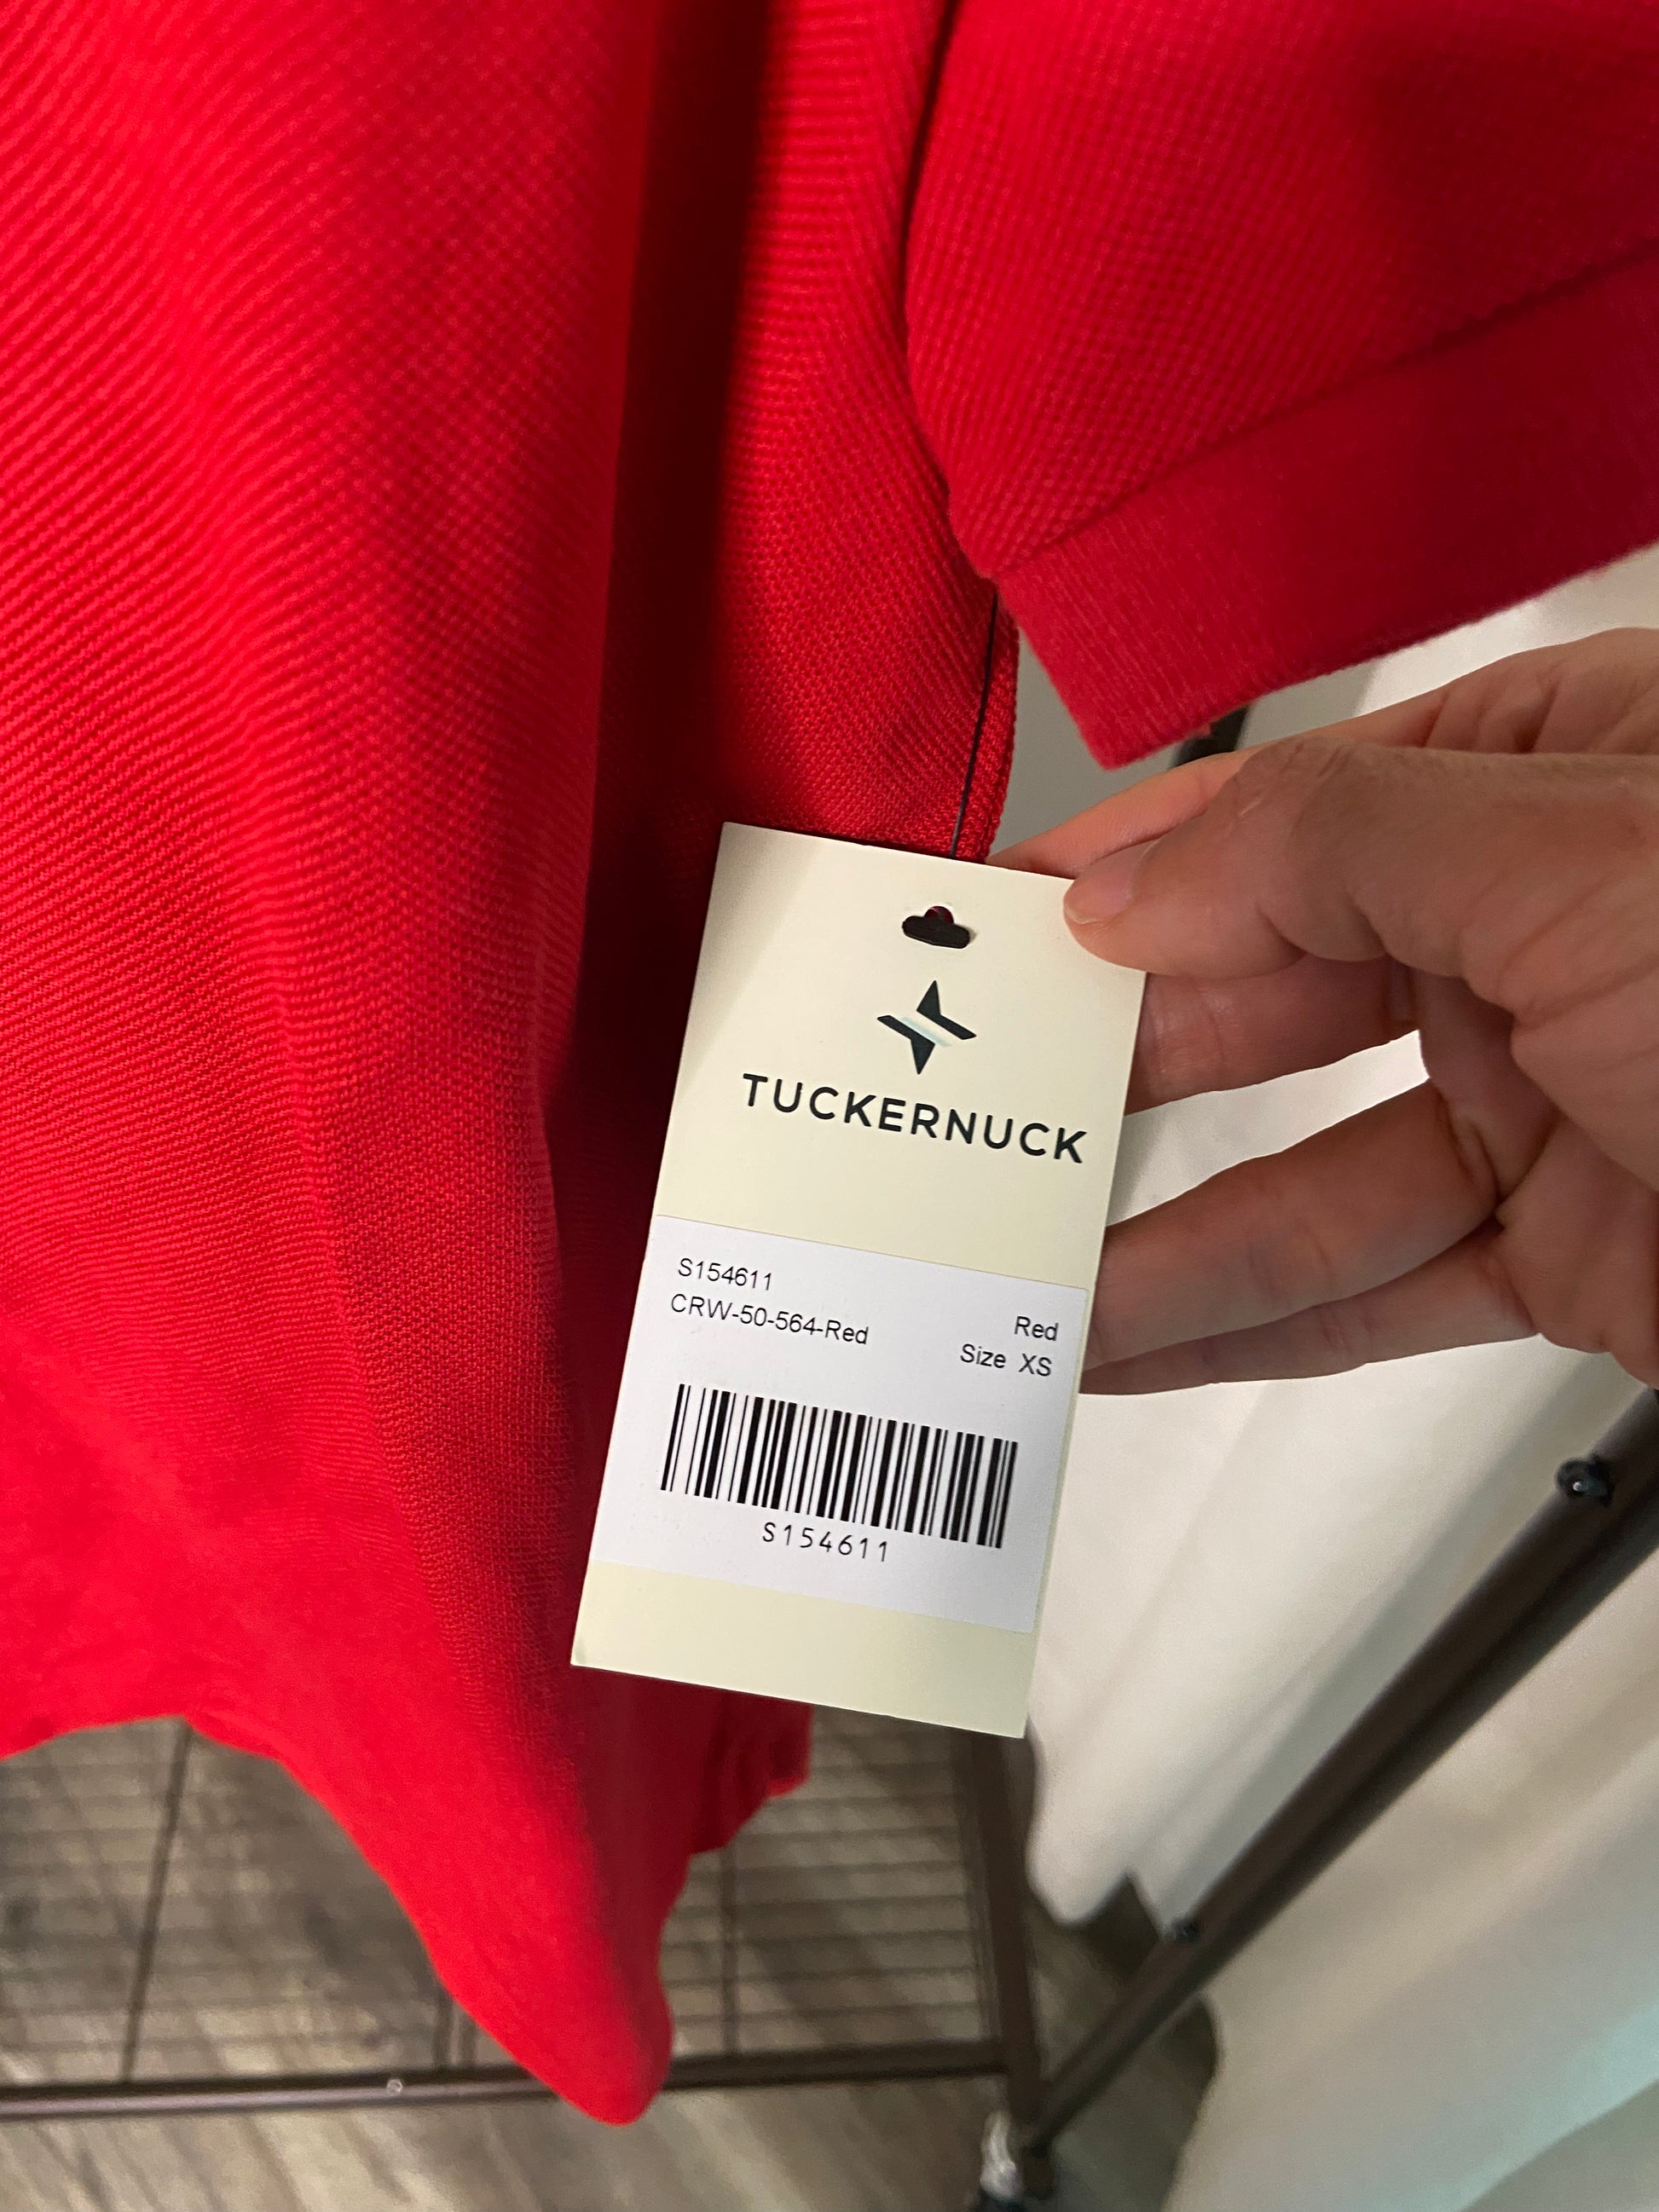 TUCKERNUCK
S154611
CRW-50-564-Red
Red
Size XS
S154611